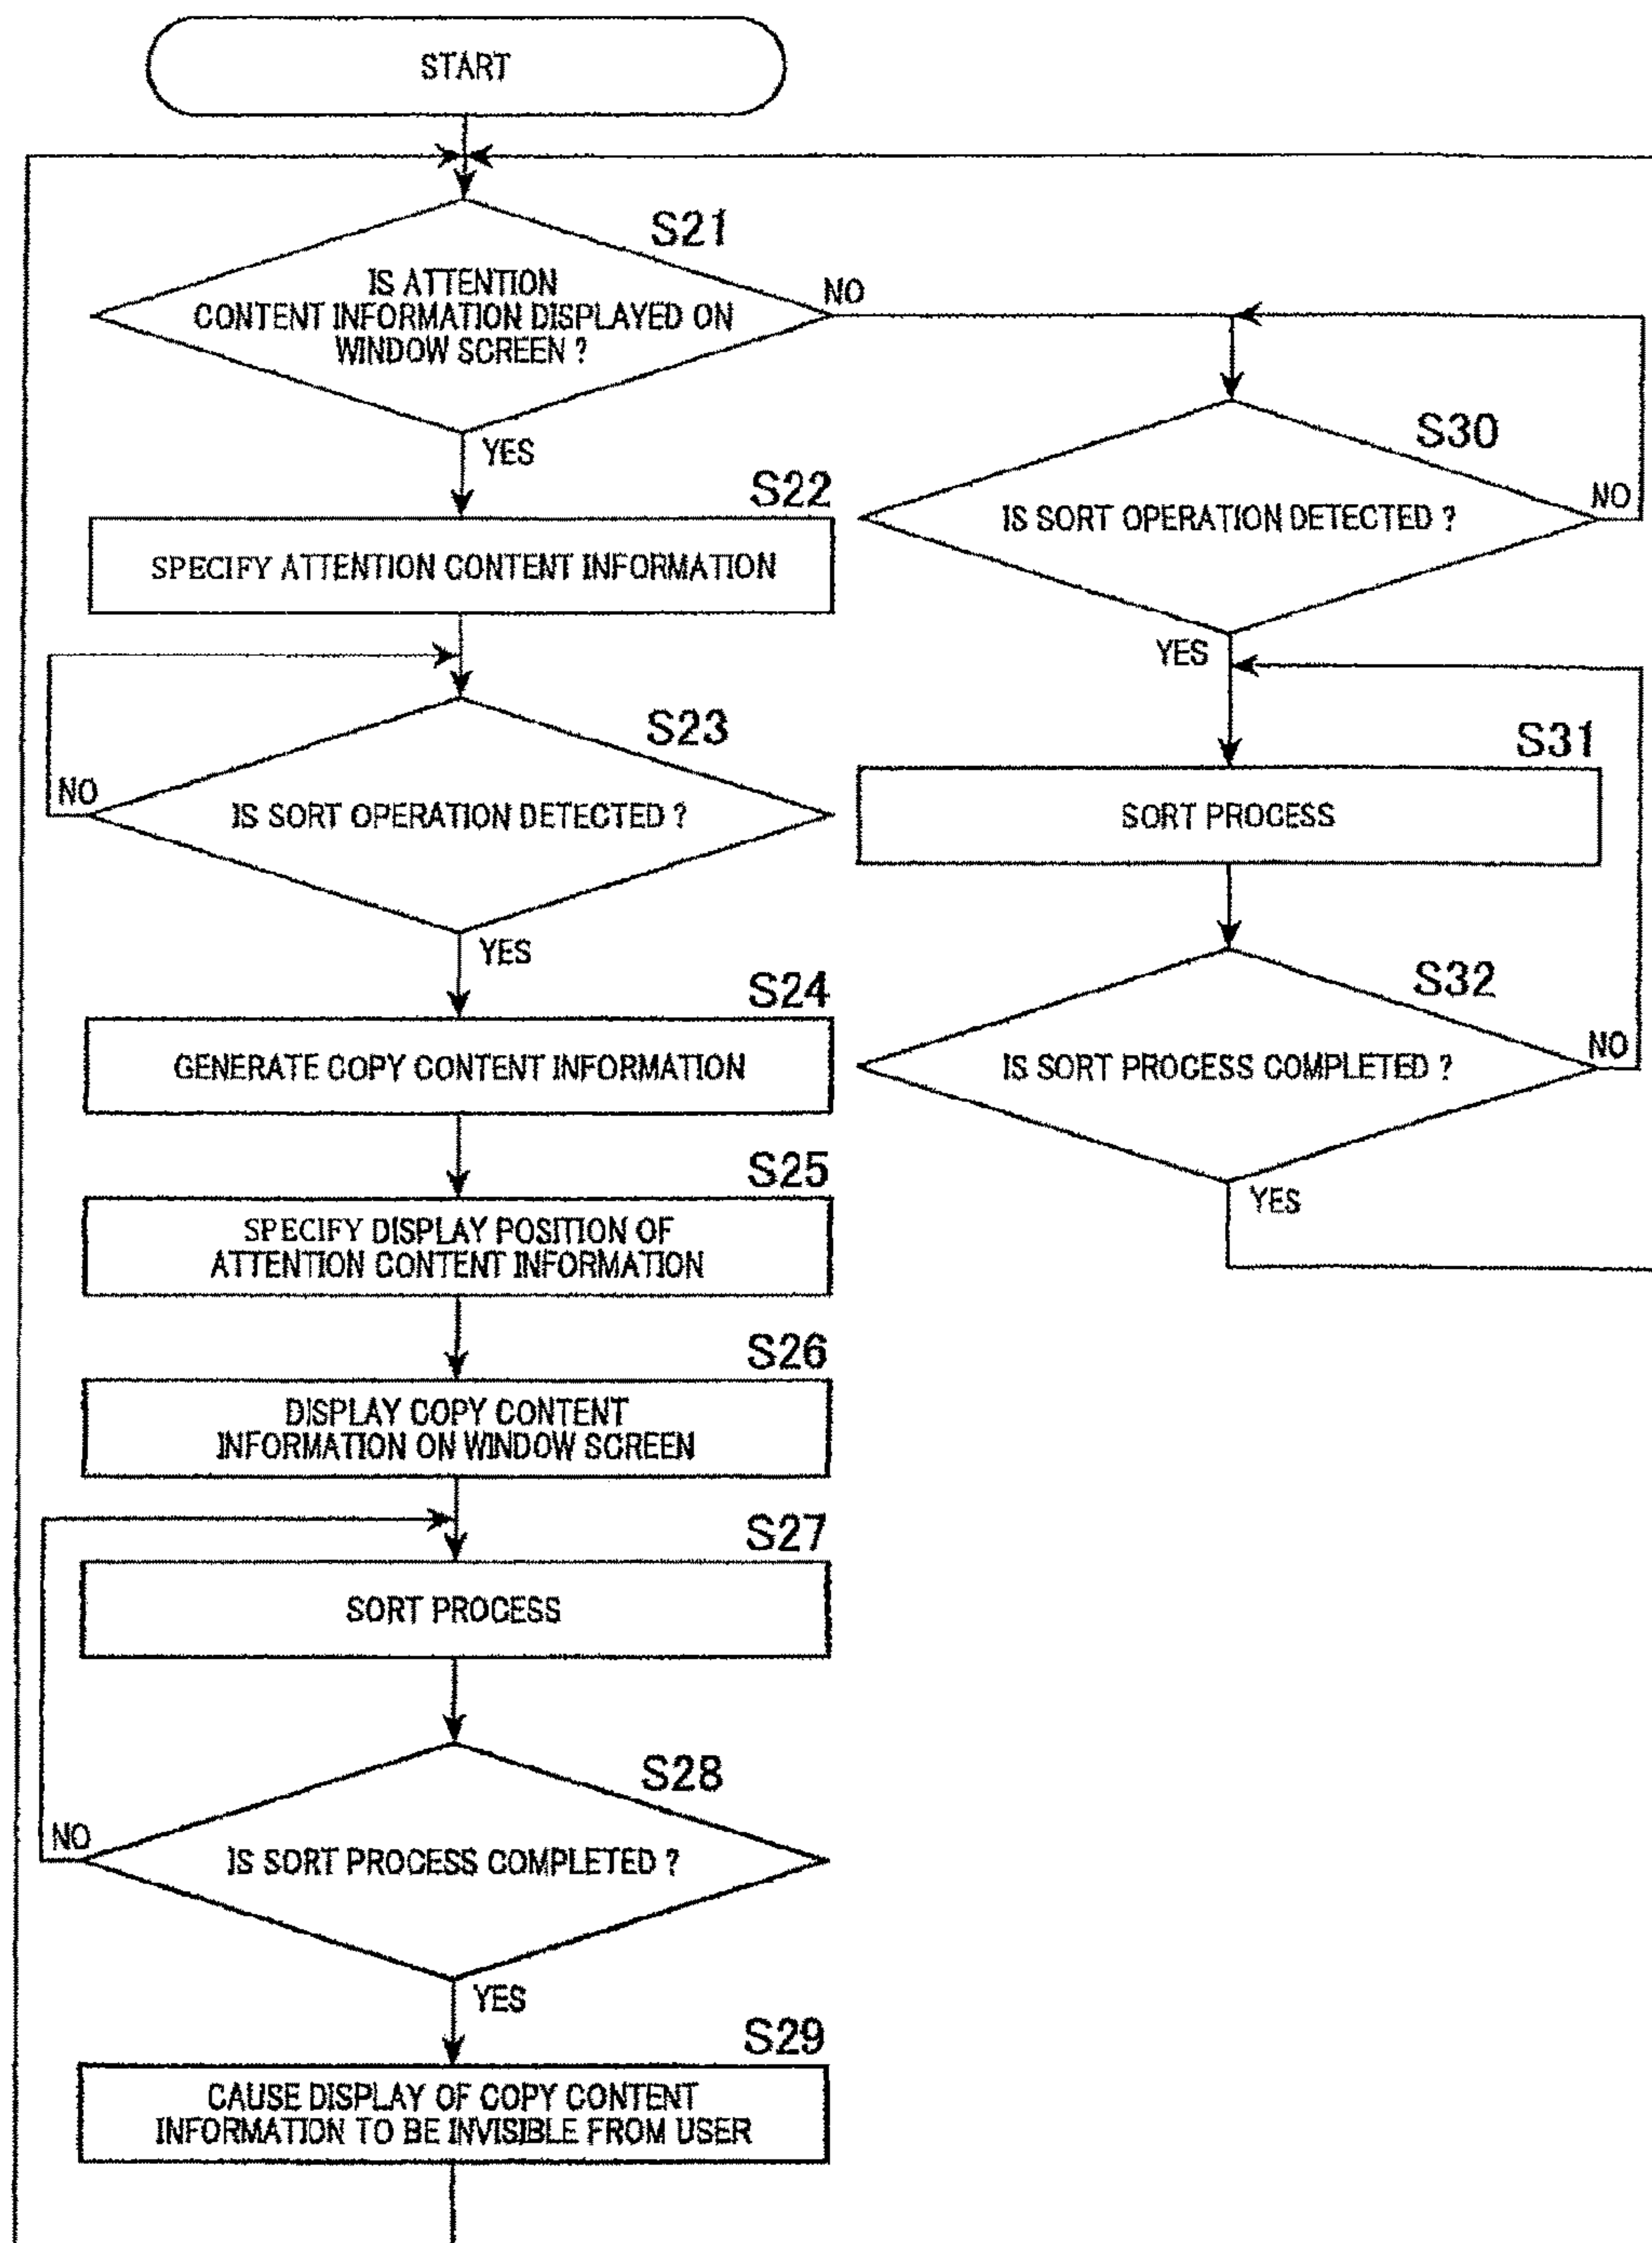 START
S21
IS ATTENTION
CONTENT INFORMATION DISPLAYED ON
WINDOW SCREEN ?
NO
YES
S22
SPECIFY ATTENTION CONTENT INFORMATION
S23
NO
IS SORT OPERATION DETECTED ?
YES
S24
GENERATE COPY CONTENT INFORMATION
S25
SPECIFY DISPLAY POSITION OF
ATTENTION CONTENT INFORMATION
S26
DISPLAY COPY CONTENT
INFORMATION ON WINDOW SCREEN
S27
SORT PROCESS
S28
NO
IS SORT PROCESS COMPLETED ?
YES
S29
CAUSE DISPLAY OF COPY CONTENT
INFORMATION TO BE INVISIBLE FROM USER
S30
IS SORT OPERATION DETECTED ?
NO
YES
S31
SORT PROCESS
S32
IS SORT PROCESS COMPLETED ?
NO
YES